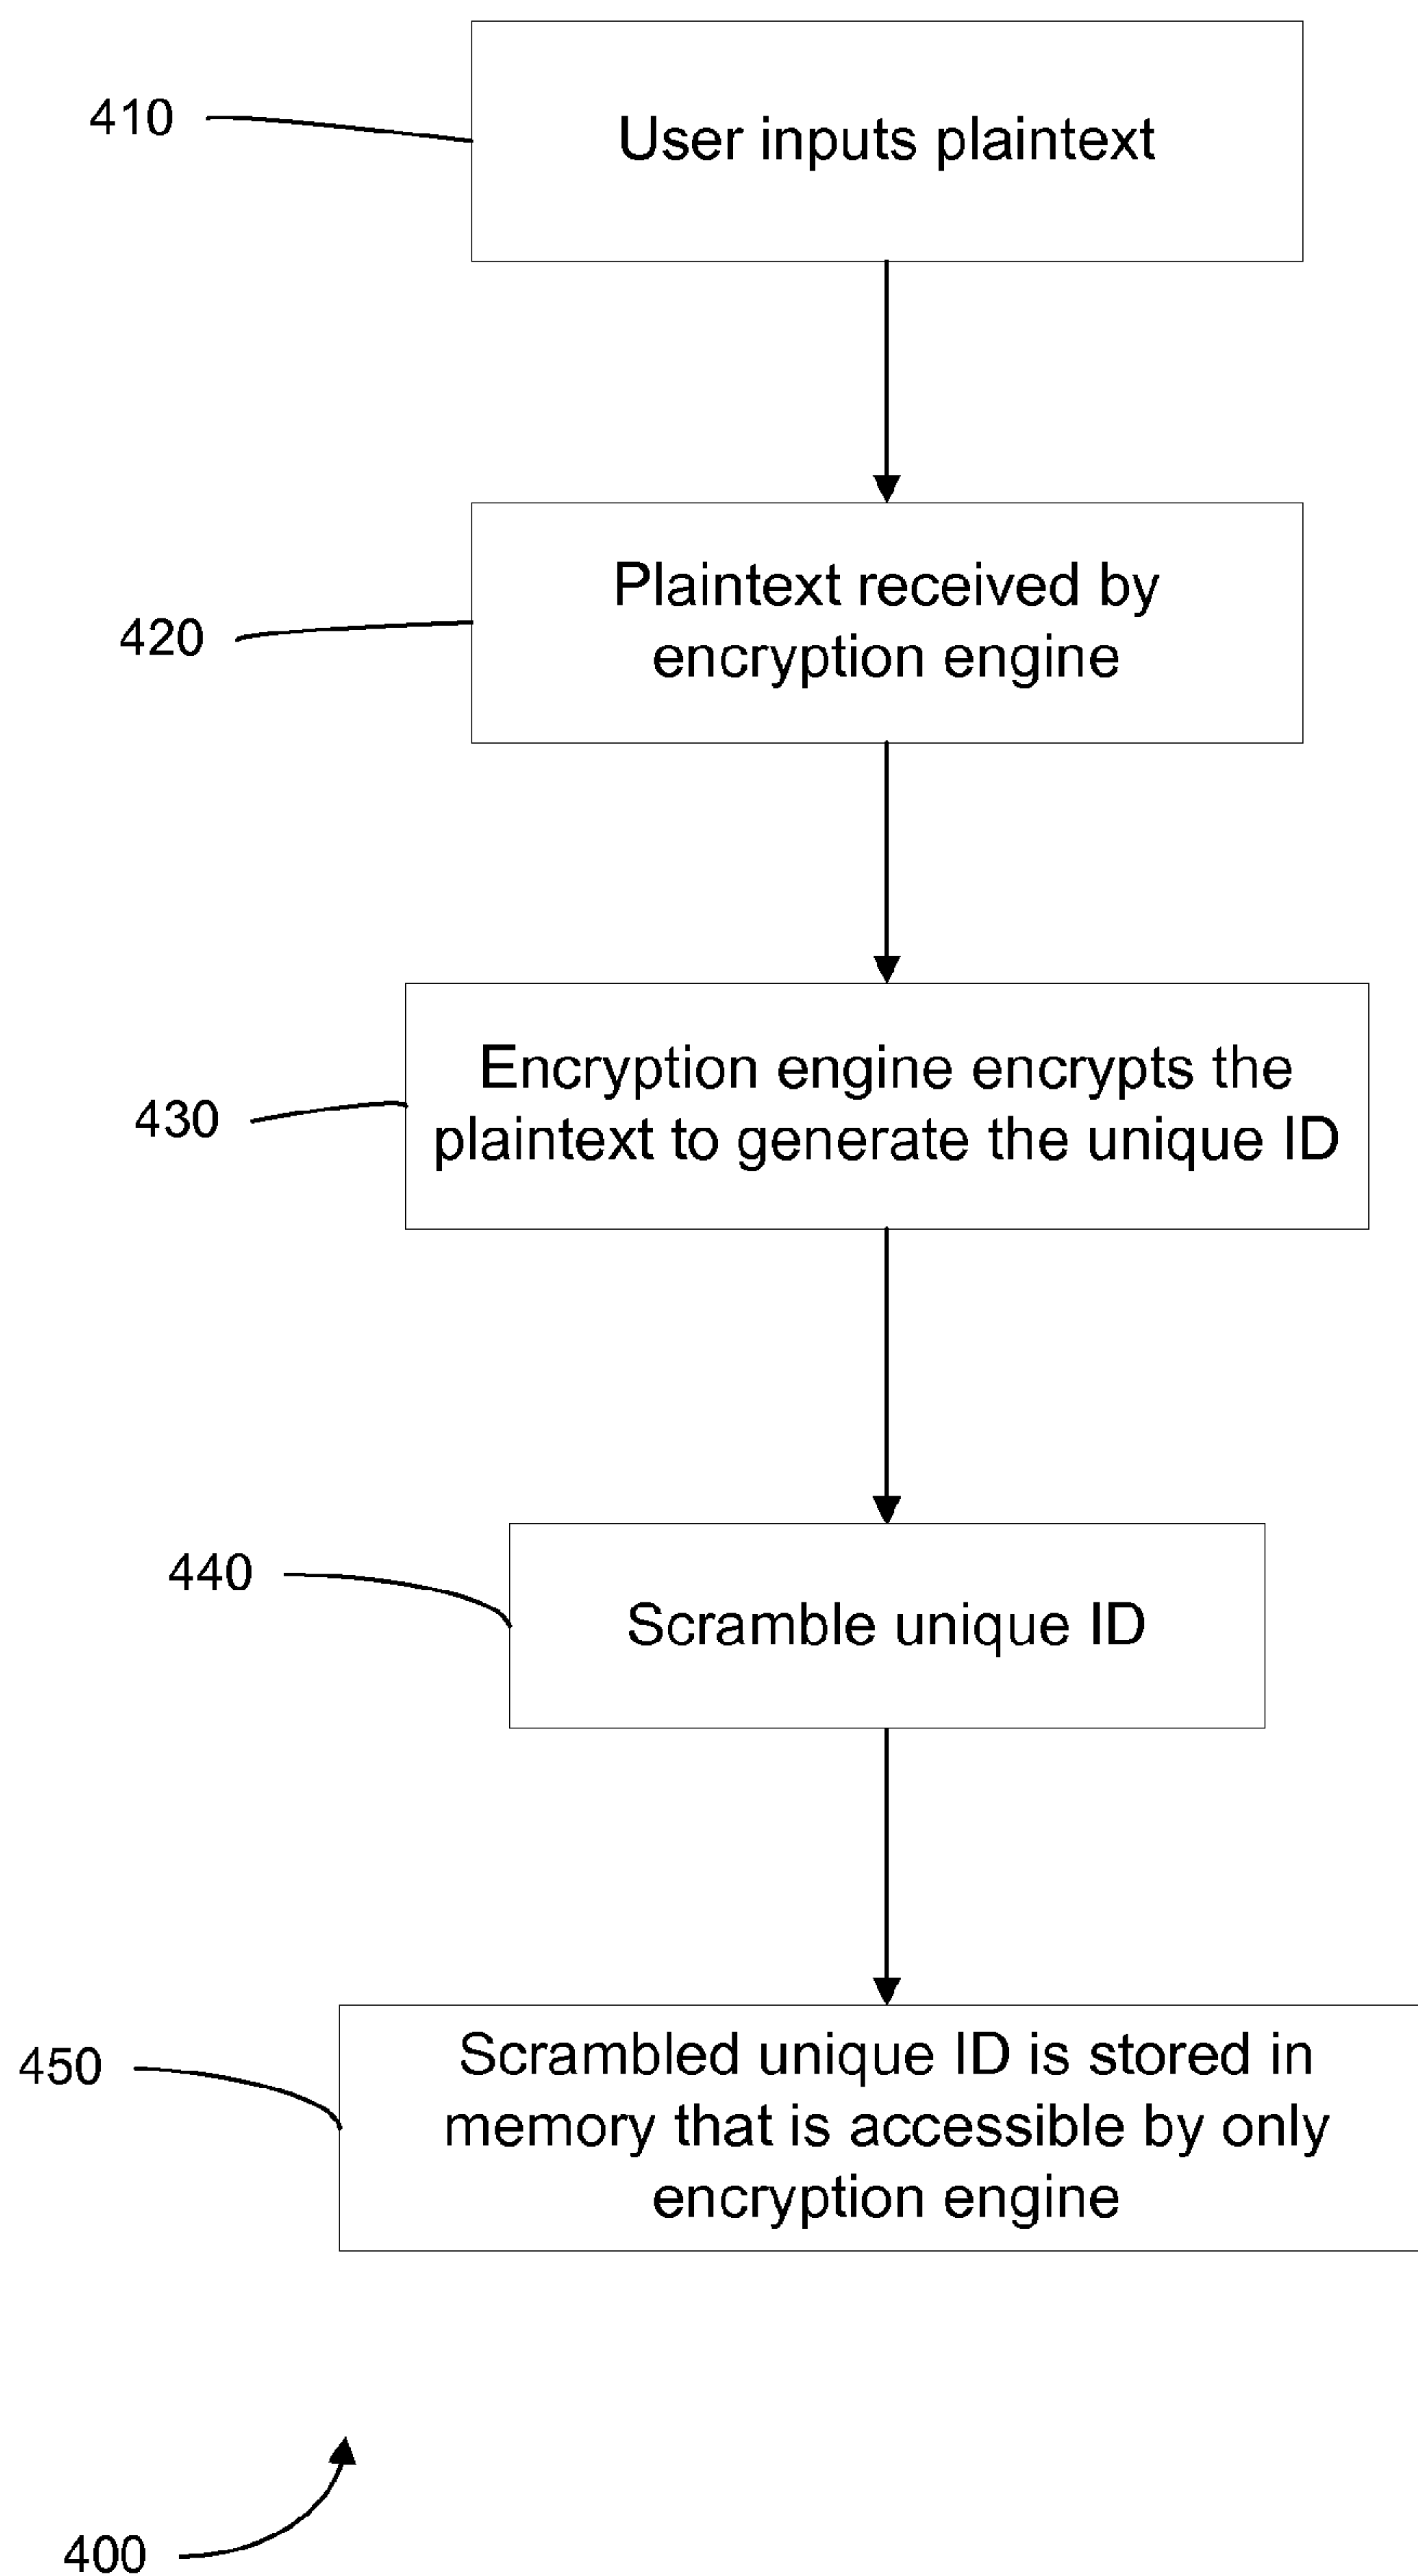 410
User inputs plaintext
420
Plaintext received by
encryption engine
430
Encryption engine encrypts the
plaintext to generate the unique ID
440
Scramble unique ID
450
Scrambled unique ID is stored in
memory that is accessible by only
encryption engine
400